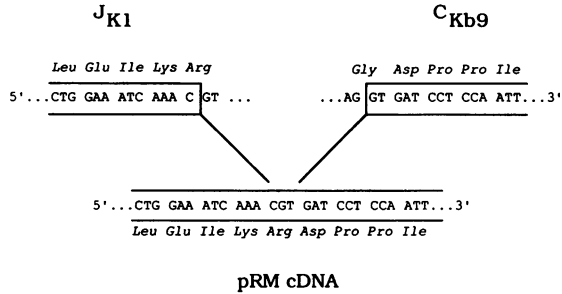 JK1 CKb9
Leu Glu Ile Lys Arg Gly Asp Pro Pro Ile
5'...CTG GAA ATC AAA C GT ... ...AG GT GAT CCT CCA ATT...3'
5'...CTG GAA ATC AAA CGT GAT CCT CCA ATT...3'
Leu Glu Ile Lys Arg Asp Pro Pro Ile
pRM cDNA